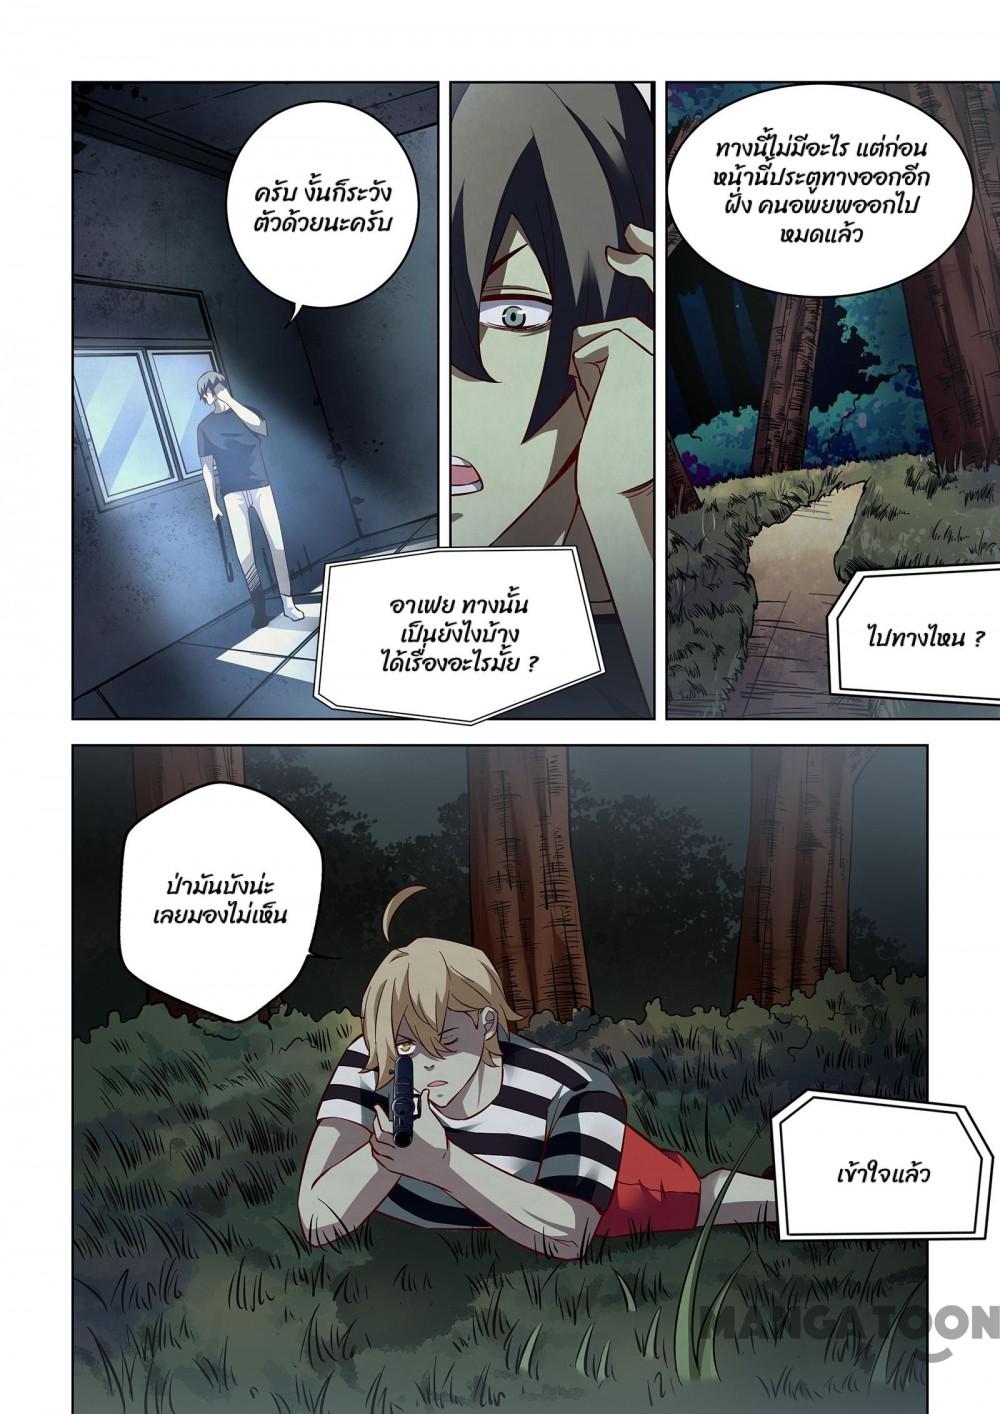 ครับ งั้นก็ระวัง
ตัวด้วยนะครับ
อาเฟย ทางนั้น
เป็นยังไงบ้าง
ได้เรื่องอะไรมั้ย ?
ทางนี้ไม่มีอะไร แต่ก่อน
หน้านี้ประตูทางออกอีก
ฝั่ง คนอพยพออกไป
หมดแล้ว
ไปทางไหน ?
ป่ามันบังน่ะ
เลยมองไม่เห็น
เข้าใจแล้ว
MANGATOON